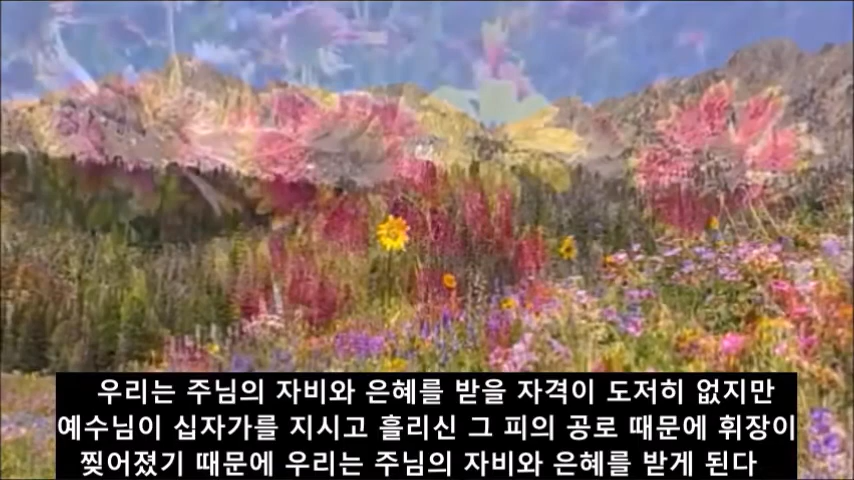 우리는 주님의 자비와 은혜를 받을 자격이 도저히 없지만
예수님이 십자가를 지시고 흘리신 그 피의 공로 때문에 휘장이
찢어졌기 때문에 우리는 주님의 자비와 은혜를 받게 된다